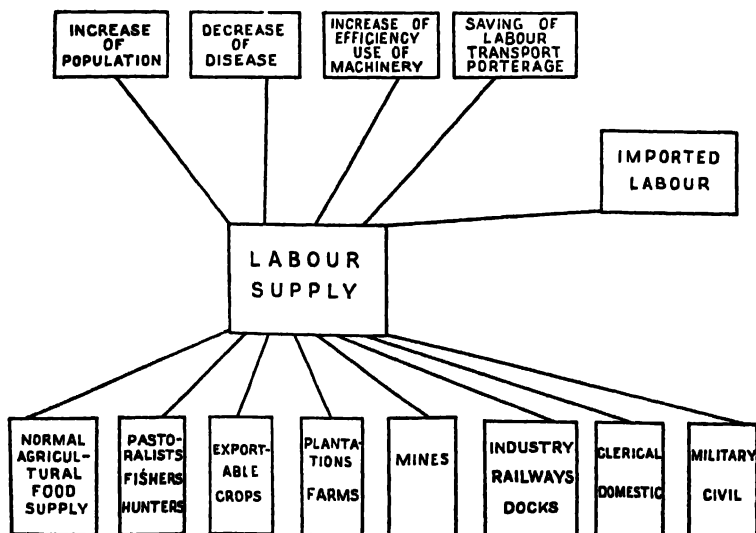 INCREASE
OF
POPULATION
DECREASE
OF
DISEASE
INCREASE OF
EFFICIENCY
USE OF
MACHINERY
SAVING OF
LABOUR
TRANSPORT
PORTERAGE
IMPORTED
LABOUR
LABOUR
SUPPLY
NORMAL
AGRICUL-
TURAL
FOOD
SUPPLY
PASTO-
RALISTS
FISHERS
HUNTERS
EXPORT-
ABLE
CROPS
PLANTA-
TIONS
FARMS
MINES
INDUSTRY
RAILWAYS
DOCKS
CLERICAL
DOMESTIC
MILITARY
CIVIL